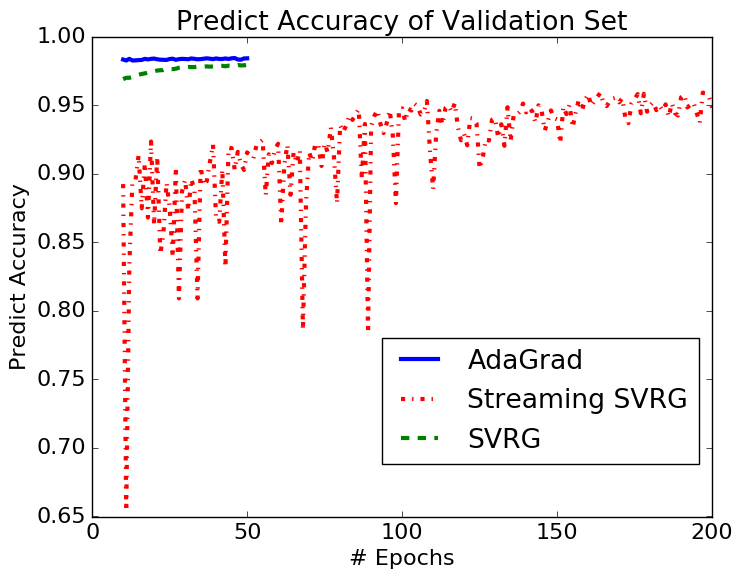 Predict Accuracy of Validation Set
1.00
0.95
0.90
0.85
0.80
0.75
0.70
0.65
Predict Accuracy
AdaGrad
Streaming SVRG
SVRG
0 50 100 150 200
# Epochs